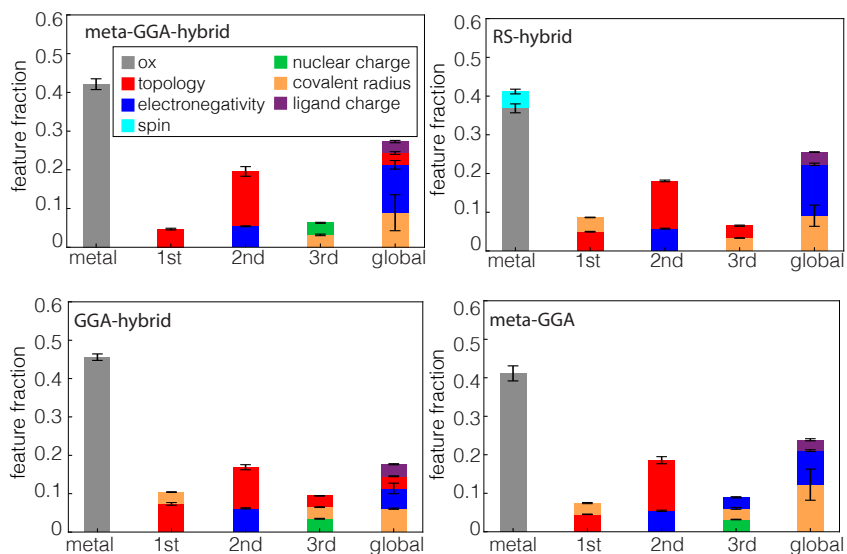 meta-GGA-hybrid
ox
topology
electronegativity
spin
nuclear charge
covalent radius
ligand charge
feature fraction
0.6
0.5
0.4
0.3
0.2
0.1
0
metal 1st 2nd 3rd global
RS-hybrid
feature fraction
0.6
0.5
0.4
0.3
0.2
0.1
0
metal 1st 2nd 3rd global
GGA-hybrid
feature fraction
0.6
0.5
0.4
0.3
0.2
0.1
0
metal 1st 2nd 3rd global
meta-GGA
feature fraction
0.6
0.5
0.4
0.3
0.2
0.1
0
metal 1st 2nd 3rd global